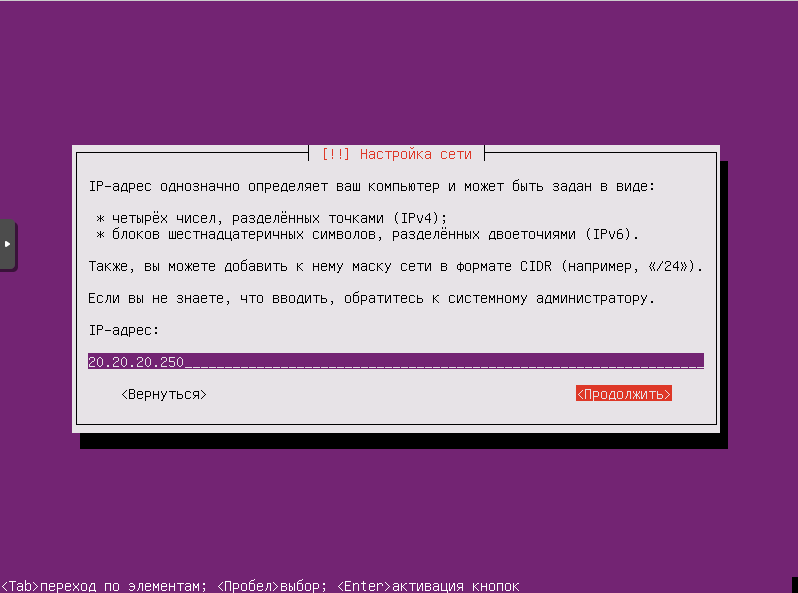 [!!] Настройка сети
IP-адрес однозначно определяет ваш компьютер и может быть задан в виде:
* четырёх чисел, разделённых точками (IPv4);
* блоков шестнадцатеричных символов, разделённых двоеточиями (IPv6).
Также, вы можете добавить к нему маску сети в формате CIDR (например, «/24»).
Если вы не знаете, что вводить, обратитесь к системному администратору.
IP-адрес:
20.20.20.250
<Вернуться> <Продолжить>
<Tab>переход по элементам; <Пробел>выбор; <Enter>активация кнопок